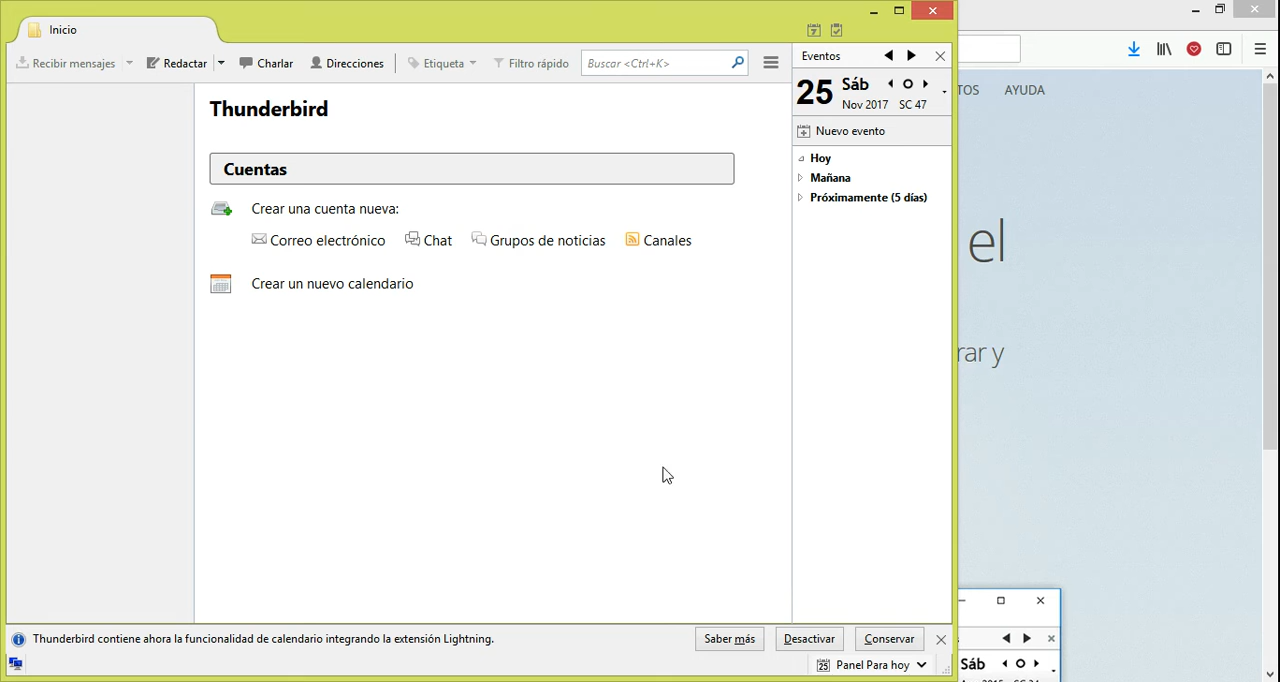 Inicio
Recibir mensajes
Redactar
Charlar
Direcciones
Etiqueta
Filtro rápido
Buscar <Ctrl+K>
Thunderbird
Cuentas
Crear una cuenta nueva:
Correo electrónico
Chat
Grupos de noticias
Canales
Crear un nuevo calendario
Eventos
25
Sáb
Nov 2017
SC 47
Nuevo evento
Hoy
Mañana
Próximamente (5 días)
TOS
AYUDA
el
rar y
Sáb
Thunderbird contiene ahora la funcionalidad de calendario integrando la extensión Lightning.
Saber más
Desactivar
Conservar
25
Panel Para hoy